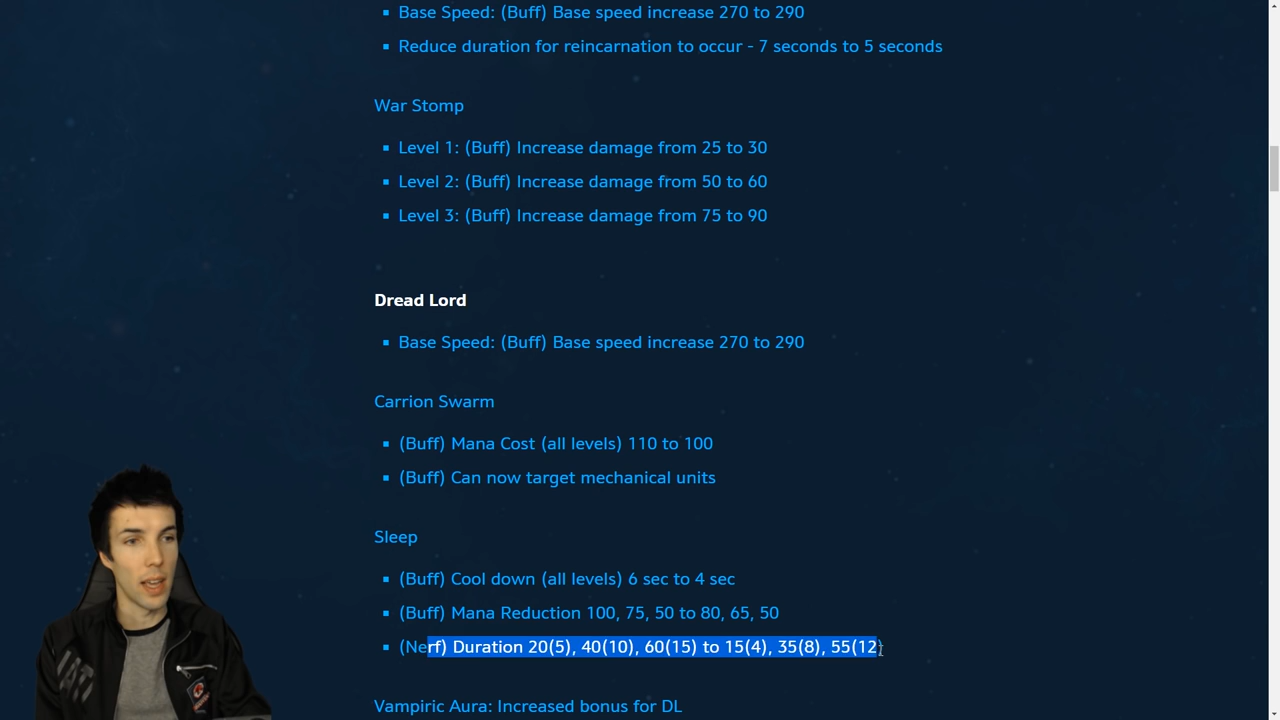 Base Speed: (Buff) Base speed increase 270 to 290
Reduce duration for reincarnation to occur - 7 seconds to 5 seconds
War Stomp
Level 1: (Buff) Increase damage from 25 to 30
Level 2: (Buff) Increase damage from 50 to 60
Level 3: (Buff) Increase damage from 75 to 90
Dread Lord
Base Speed: (Buff) Base speed increase 270 to 290
Carrion Swarm
(Buff) Mana Cost (all levels) 110 to 100
(Buff) Can now target mechanical units
Sleep
(Buff) Cool down (all levels) 6 sec to 4 sec
(Buff) Mana Reduction 100, 75, 50 to 80, 65, 50
(Nerf) Duration 20(5), 40(10), 60(15) to 15(4), 35(8), 55(12)
Vampiric Aura: Increased bonus for DL